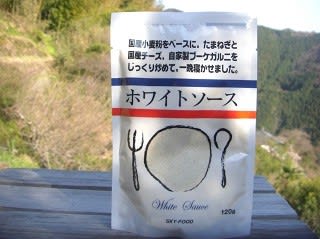 国産小麦粉をベースに、たまねぎと
国産チーズ、自家製ブーケガルニを
じっくり炒めて、一晩寝かせました。
ホワイトソース
White Sauce
120g
SKY-FOOD